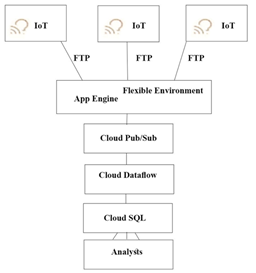 IoT
IoT
IoT
FTP
FTP
FTP
Flexible Environment
App Engine
Cloud Pub/Sub
Cloud Dataflow
Cloud SQL
Analysts